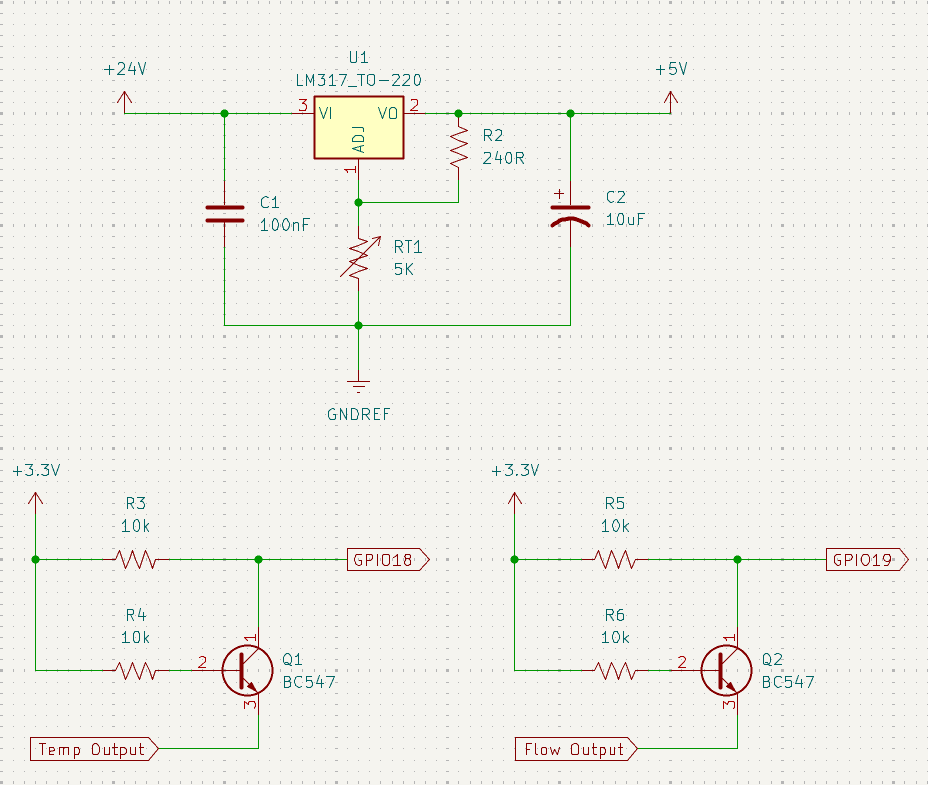 +24V
U1
LM317_TO-220
+5V
3
VI
VO
2
ADJ
1
R2
240R
C1
100nF
+
C2
10uF
RT1
5K
GNDREF
+3.3V
R3
10k
GPIO18
R4
10k
1
2
Q1
BC547
3
Temp Output
+3.3V
R5
10k
GPIO19
R6
10k
1
2
Q2
BC547
3
Flow Output